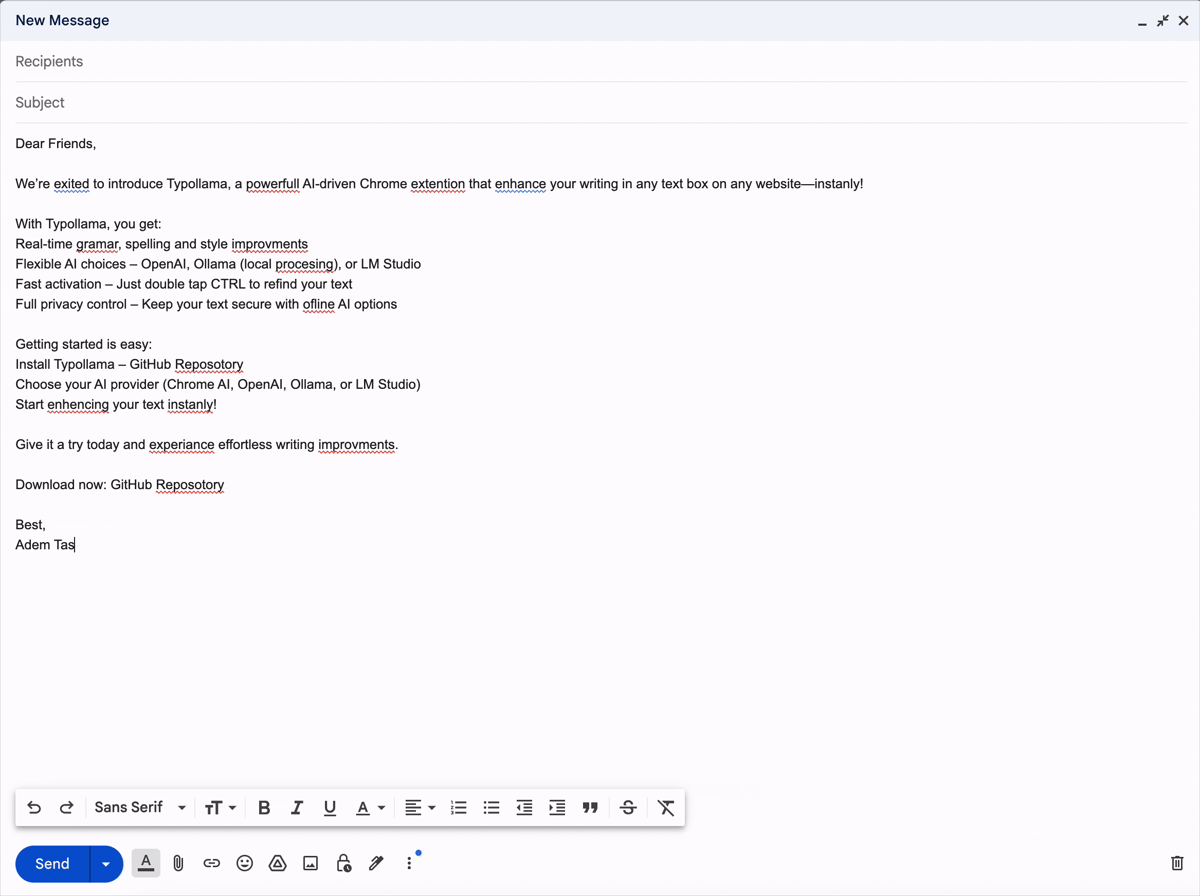 New Message
Recipients
Subject
Dear Friends,
We're exited to introduce Typollama, a powerfull AI-driven Chrome extention that enhance your writing in any text box on any website—instanly!
With Typollama, you get:
Real-time gramar, spelling and style improvments
Flexible AI choices – OpenAI, Ollama (local procesing), or LM Studio
Fast activation – Just double tap CTRL to refind your text
Full privacy control – Keep your text secure with ofline AI options
Getting started is easy:
Install Typollama – GitHub Reposotory
Choose your AI provider (Chrome AI, OpenAI, Ollama, or LM Studio)
Start enhencing your text instanly!
Give it a try today and experiance effortless writing improvments.
Download now: GitHub Reposotory
Best,
Adem Tas
Sans Serif
Send